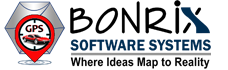 GPS
BONRIX
SOFTWARE SYSTEMS
Where Ideas Map to Reality